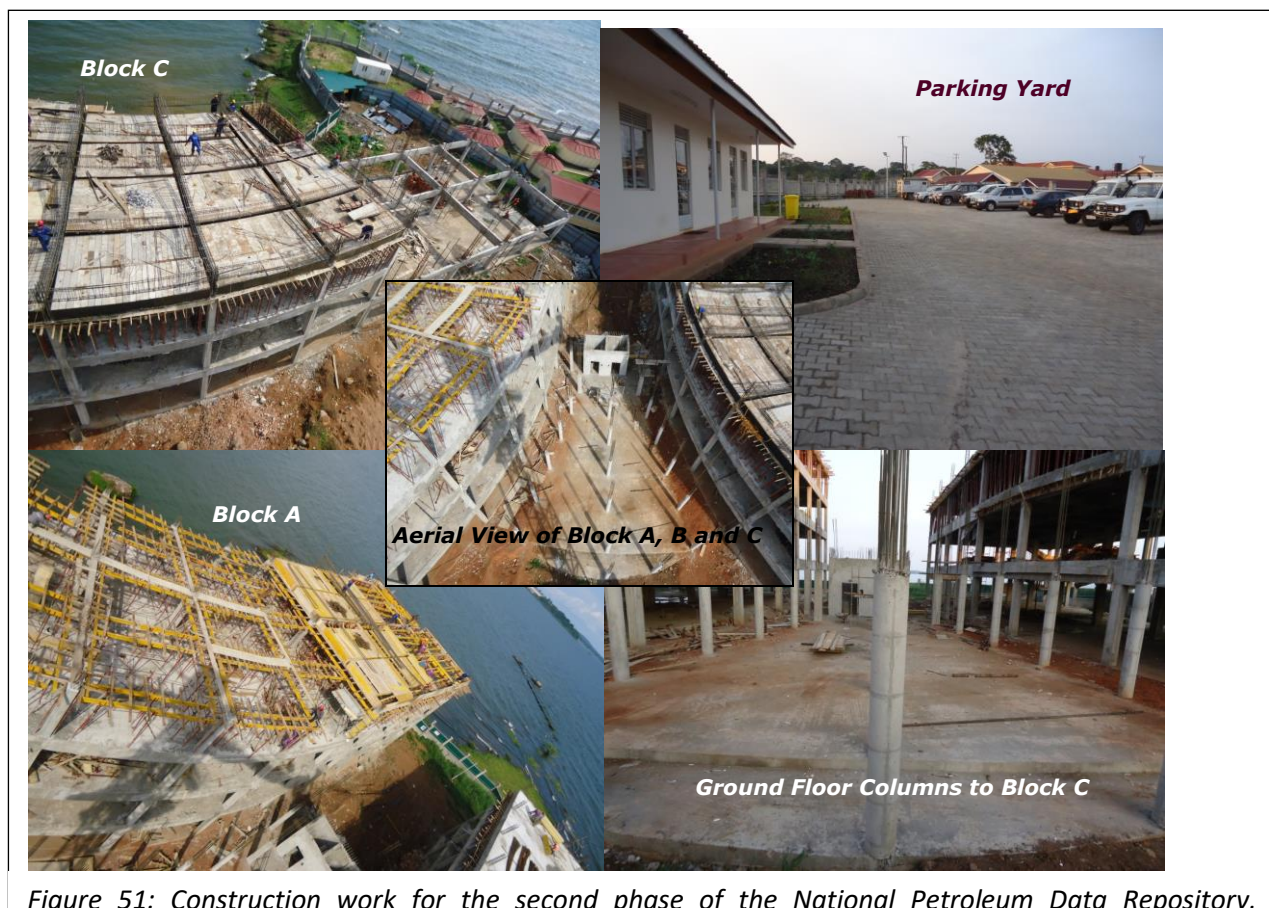 Block C
Parking Yard
Aerial View of Block A, B and C
Block A
Ground Floor Columns to Block C
Figure 51: Construction work for the second phase of the National Petroleum Data Repository.